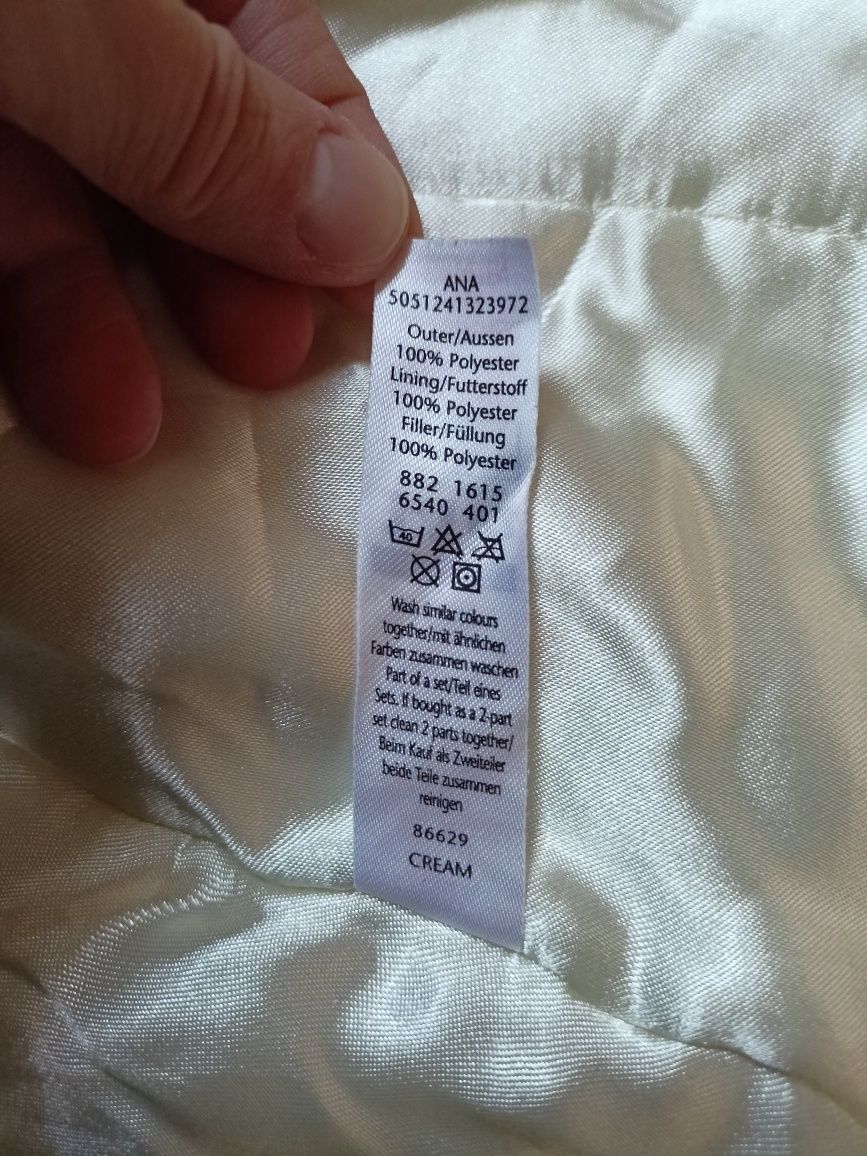 ANA
5051241323972
Outer/Aussen
100% Polyester
Lining/Futterstoff
100% Polyester
Filler/Füllung
100% Polyester
882 1615
6540 401
40
Wash similar colours
together/mit ähnlichen
Farben zusammen waschen
Part of a set/Teil eines
Sets. If bought as a 2-part
set clean 2 parts together/
Beim Kauf als Zweiteiler
beide Teile zusammen
reinigen
86629
CREAM